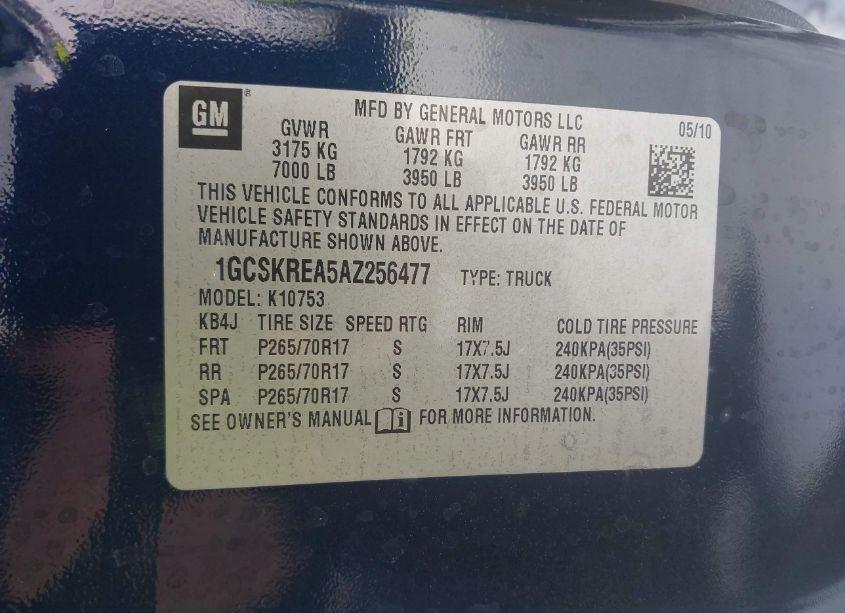 GM
MFD BY GENERAL MOTORS LLC 05/10
GVWR GAWR FRT GAWR RR
3175 KG 1792 KG 1792 KG
7000 LB 3950 LB 3950 LB
THIS VEHICLE CONFORMS TO ALL APPLICABLE U.S. FEDERAL MOTOR
VEHICLE SAFETY STANDARDS IN EFFECT ON THE DATE OF
MANUFACTURE SHOWN ABOVE.
1GCSKREA5AZ256477 TYPE: TRUCK
MODEL: K10753
KB4J TIRE SIZE SPEED RTG RIM COLD TIRE PRESSURE
FRT P265/70R17 S 17X7.5J 240KPA(35PSI)
RR P265/70R17 S 17X7.5J 240KPA(35PSI)
SPA P265/70R17 S 17X7.5J 240KPA(35PSI)
SEE OWNER'S MANUAL FOR MORE INFORMATION.